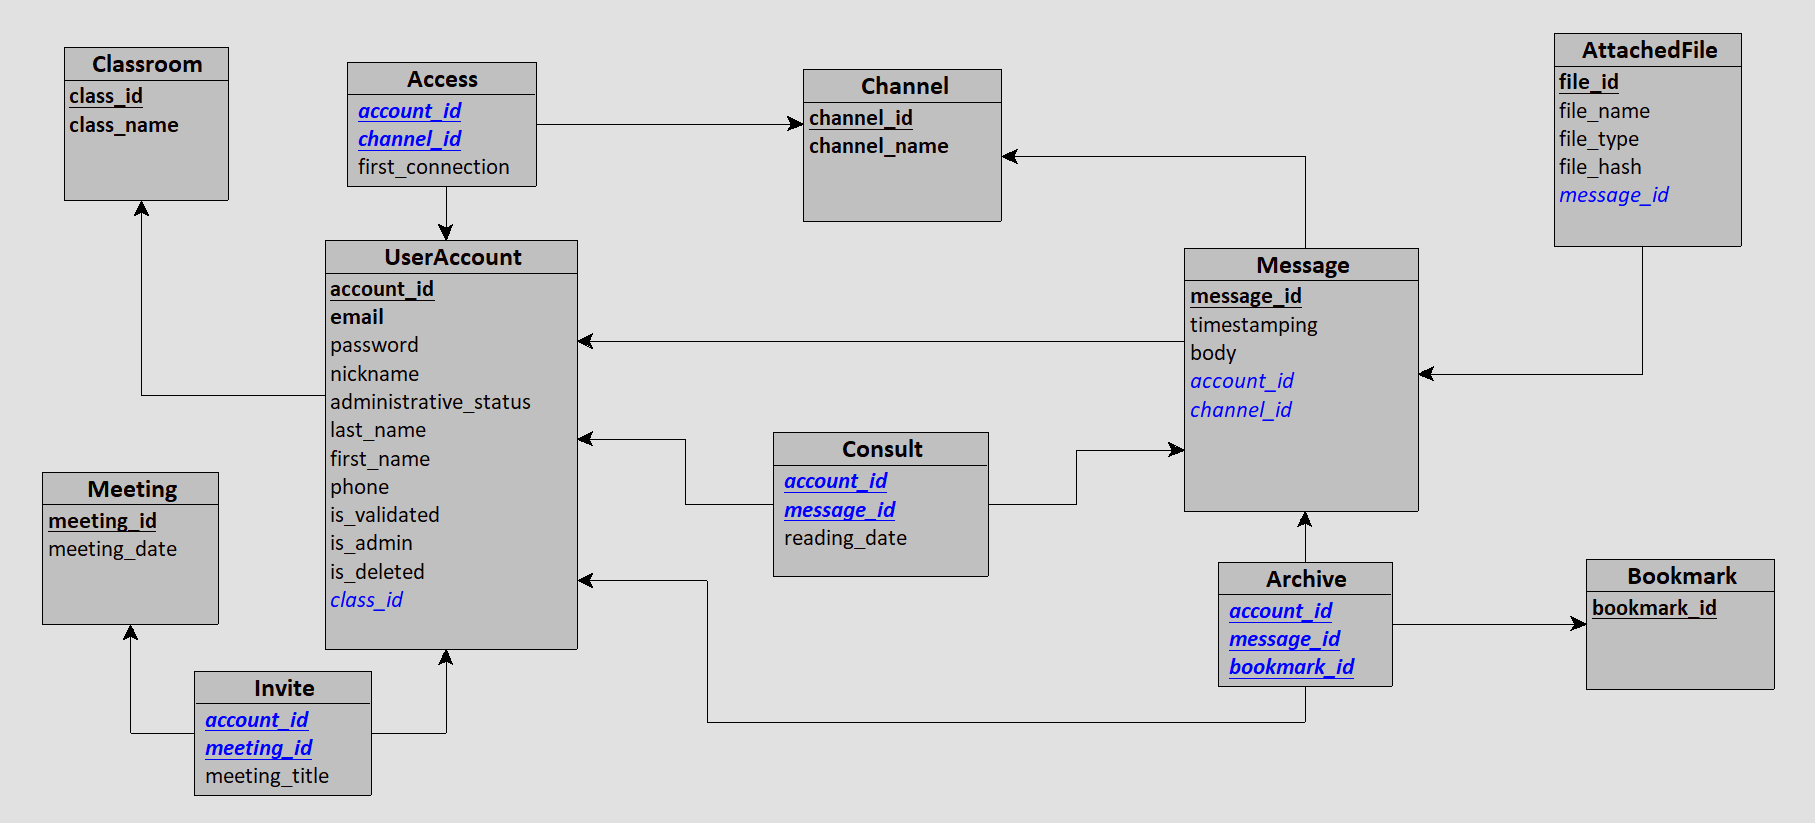 Classroom
class_id
class_name
Access
account_id
channel_id
first_connection
Channel
channel_id
channel_name
AttachedFile
file_id
file_name
file_type
file_hash
message_id
UserAccount
account_id
email
password
nickname
administrative_status
last_name
first_name
phone
is_validated
is_admin
is_deleted
class_id
Message
message_id
timestamping
body
account_id
channel_id
Consult
account_id
message_id
reading_date
Meeting
meeting_id
meeting_date
Archive
account_id
message_id
bookmark_id
Bookmark
bookmark_id
Invite
account_id
meeting_id
meeting_title